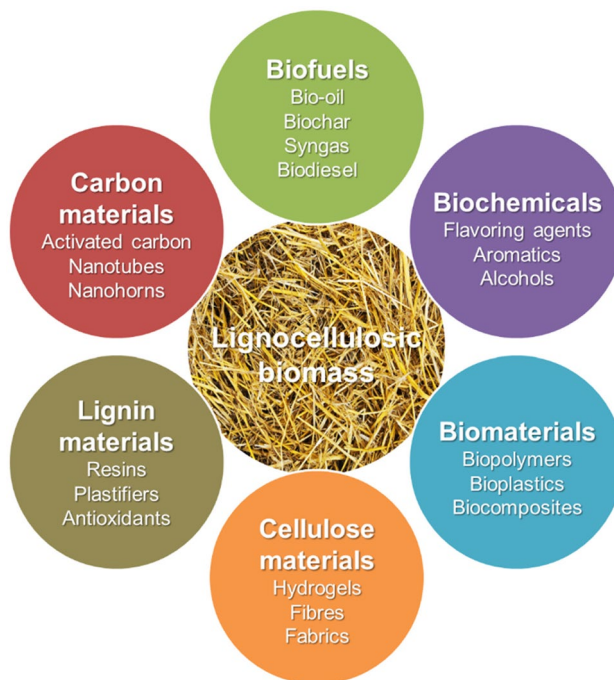 Biofuels
Bio-oil
Biochar
Syngas
Biodiesel
Biochemicals
Flavoring agents
Aromatics
Alcohols
Biomaterials
Biopolymers
Bioplastics
Biocomposites
Cellulose
materials
Hydrogels
Fibres
Fabrics
Lignin
materials
Resins
Plastifiers
Antioxidants
Carbon
materials
Activated carbon
Nanotubes
Nanohorns
Lignocellulosic
biomass